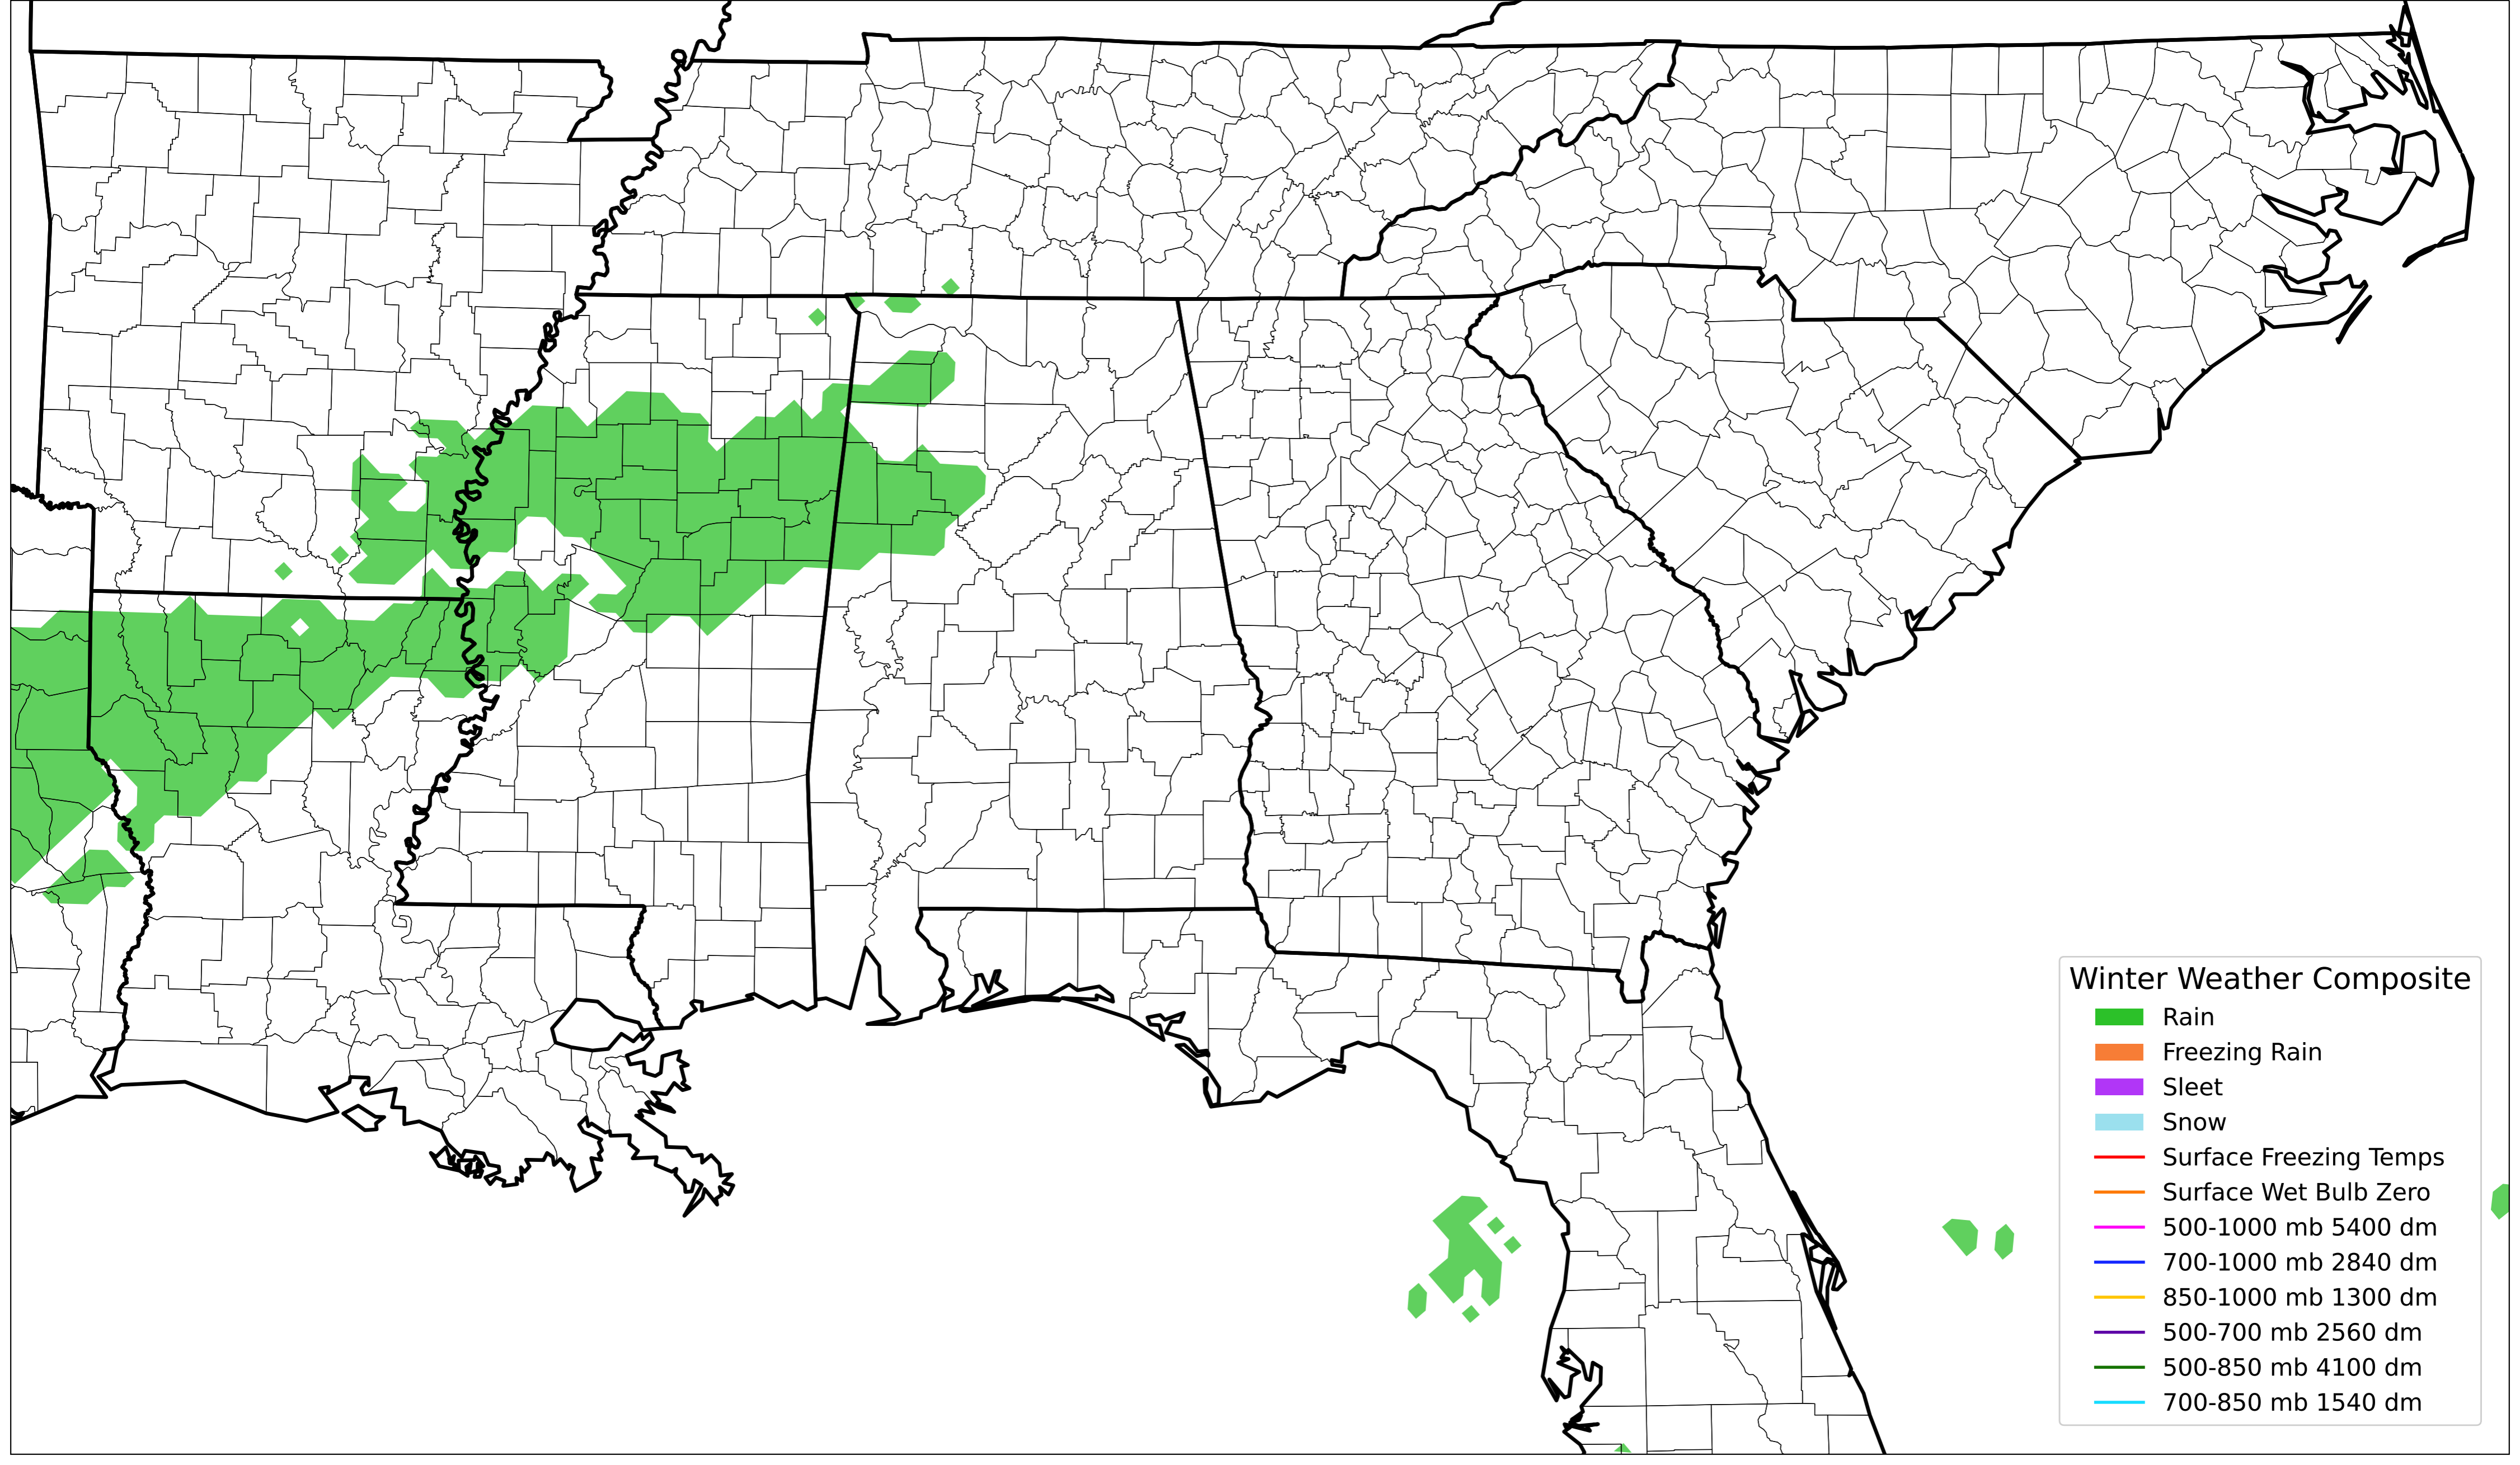 Winter Weather Composite
Rain
Freezing Rain
Sleet
Snow
Surface Freezing Temps
Surface Wet Bulb Zero
500-1000 mb 5400 dm
700-1000 mb 2840 dm
850-1000 mb 1300 dm
500-700 mb 2560 dm
500-850 mb 4100 dm
700-850 mb 1540 dm